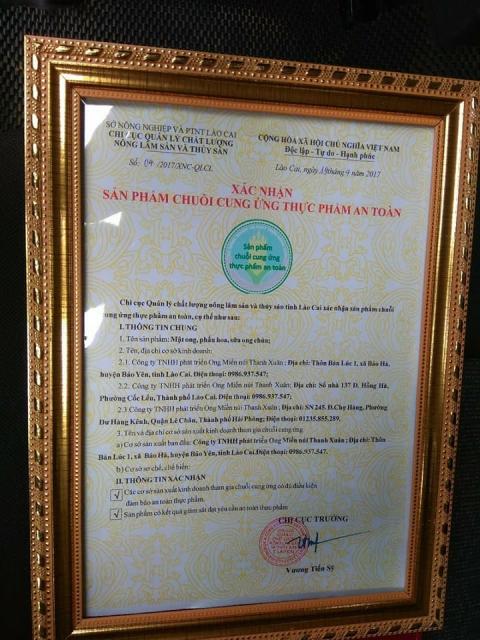 SỞ NÔNG NGHIỆP VÀ PTNT LÀO CAI
CHI CỤC QUẢN LÝ CHẤT LƯỢNG
NÔNG LÂM SẢN VÀ THỦY SẢN
Số: 04 /2017/XNC-QLCL
CỘNG HÒA XÃ HỘI CHỦ NGHĨA VIỆT NAM
Độc lập - Tự do - Hạnh phúc
Lào Cai, ngày 19 tháng 4 năm 2017
XÁC NHẬN
SẢN PHẨM CHUỖI CUNG ỨNG THỰC PHẨM AN TOÀN
Sản phẩm
chuỗi cung ứng
thực phẩm an toàn
Chi cục Quản lý chất lượng nông lâm sản và thủy sản tỉnh Lào Cai xác nhận sản phẩm chuỗi
cung ứng thực phẩm an toàn, cụ thể như sau:
I. THÔNG TIN CHUNG
1. Tên sản phẩm: Mật ong, phấn hoa, sữa ong chúa;
2. Tên, địa chỉ cơ sở kinh doanh:
2.1. Công ty TNHH phát triển Ong Miền núi Thanh Xuân; Địa chỉ: Thôn Bản Lúc 1, xã Bảo Hà,
huyện Bảo Yên, tỉnh Lào Cai. Điện thoại: 0986.937.547;
2.2. Công ty TNHH phát triển Ong Miền núi Thanh Xuân; Địa chỉ: Số nhà 137 Đ. Hồng Hà,
Phường Cốc Lếu, Thành phố Lào Cai. Điện thoại: 0986.937.547;
2.3 Công ty TNHH phát triển Ong Miền núi Thanh Xuân ; Địa chỉ: SN 245. Đ.Chợ Hàng, Phường
Dư Hàng Kênh, Quận Lê Chân, Thành phố Hải Phòng; Điện thoại: 01235.855.289.
3. Tên và địa chỉ cơ sở sản xuất kinh doanh tham gia chuỗi cung ứng.
a) Cơ sở sản xuất ban đầu: Công ty TNHH phát triển Ong Miền núi Thanh Xuân ; Địa chỉ: Thôn
Bản Lúc 1, xã Bảo Hà, huyện Bảo Yên, tỉnh Lào Cai.Điện thoại: 0986.937.547.
b) Cơ sở sơ chế, chế biến:
II. THÔNG TIN XÁC NHẬN
√ Các cơ sở sản xuất kinh doanh tham gia chuỗi cung ứng có đủ điều kiện
đảm bảo an toàn thực phẩm.
√ Sản phẩm có kết quả giám sát đạt yêu cầu an toàn thực phẩm
CHI CỤC TRƯỞNG
Vương Tiến Sỹ